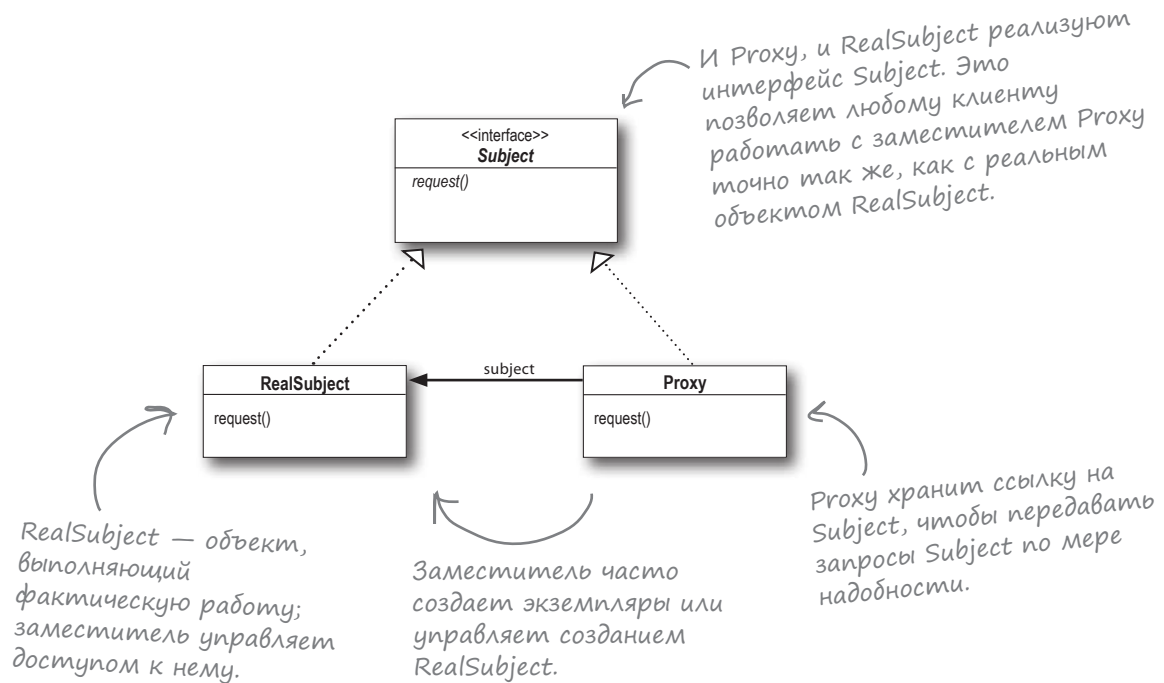 И Proxy, и RealSubject реализуют
интерфейс Subject. Это
позволяет любому клиенту
работать с заместителем Proxy
точно так же, как с реальным
объектом RealSubject.
<<interface>>
Subject
request()
RealSubject
request()
subject
Proxy
request()
RealSubject — объект,
выполняющий
фактическую работу;
заместитель управляет
доступом к нему.
Заместитель часто
создает экземпляры или
управляет созданием
RealSubject.
Proxy хранит ссылку на
Subject, чтобы передавать
запросы Subject по мере
надобности.